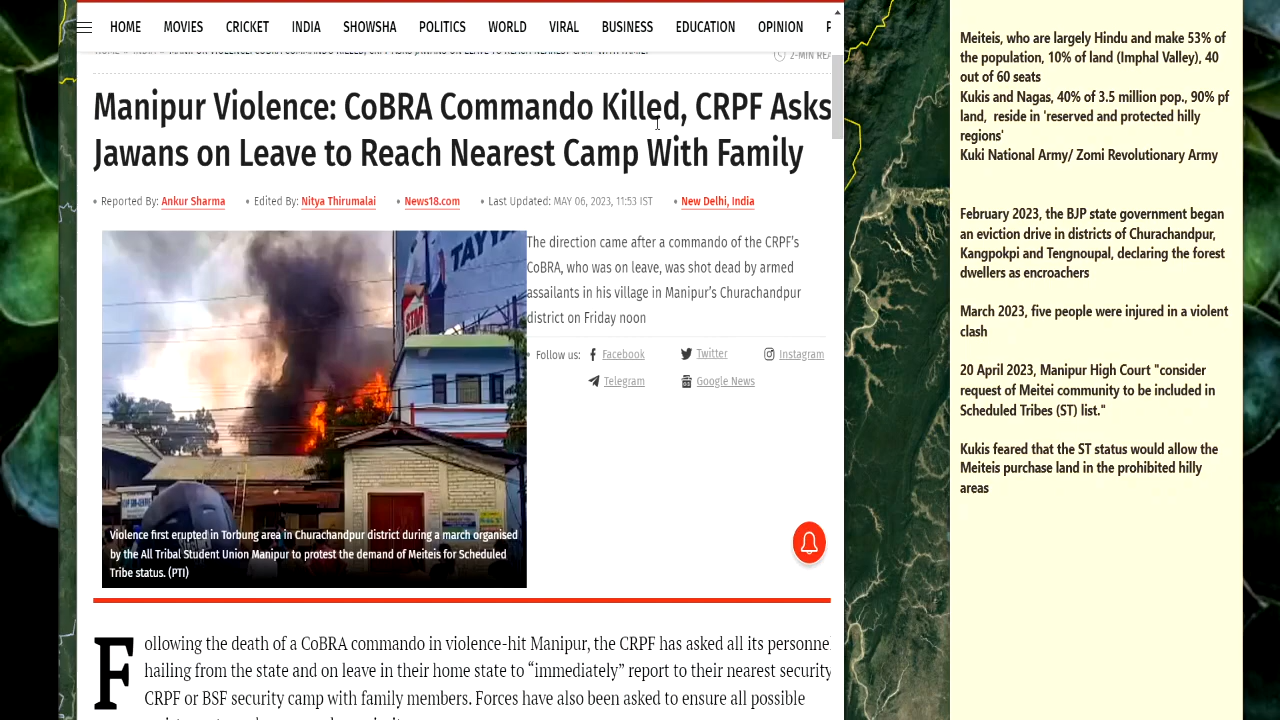 HOME MOVIES CRICKET INDIA SHOWSHA POLITICS WORLD VIRAL BUSINESS EDUCATION OPINION
2-MIN REA
Manipur Violence: CoBRA Commando Killed, CRPF Asks
Jawans on Leave to Reach Nearest Camp With Family
• Reported By: Ankur Sharma • Edited By: Nitya Thirumalai • News18.com • Last Updated: MAY 06, 2023, 11:53 IST • New Delhi, India
The direction came after a commando of the CRPF's
CoBRA, who was on leave, was shot dead by armed
assailants in his village in Manipur's Churachandpur
district on Friday noon
• Follow us: Facebook Twitter Instagram
Telegram Google News
TAYYA
STAR
Violence first erupted in Torbung area in Churachandpur district during a march organised
by the All Tribal Student Union Manipur to protest the demand of Meiteis for Scheduled
Tribe status. (PTI)
Following the death of a CoBRA commando in violence-hit Manipur, the CRPF has asked all its personne
hailing from the state and on leave in their home state to “immediately” report to their nearest security
CRPF or BSF security camp with family members. Forces have also been asked to ensure all possible
Meiteis, who are largely Hindu and make 53% of
the population, 10% of land (Imphal Valley), 40
out of 60 seats
Kukis and Nagas, 40% of 3.5 million pop., 90% pf
land, reside in 'reserved and protected hilly
regions'
Kuki National Army/ Zomi Revolutionary Army
February 2023, the BJP state government began
an eviction drive in districts of Churachandpur,
Kangpokpi and Tengnoupal, declaring the forest
dwellers as encroachers
March 2023, five people were injured in a violent
clash
20 April 2023, Manipur High Court "consider
request of Meitei community to be included in
Scheduled Tribes (ST) list."
Kukis feared that the ST status would allow the
Meiteis purchase land in the prohibited hilly
areas